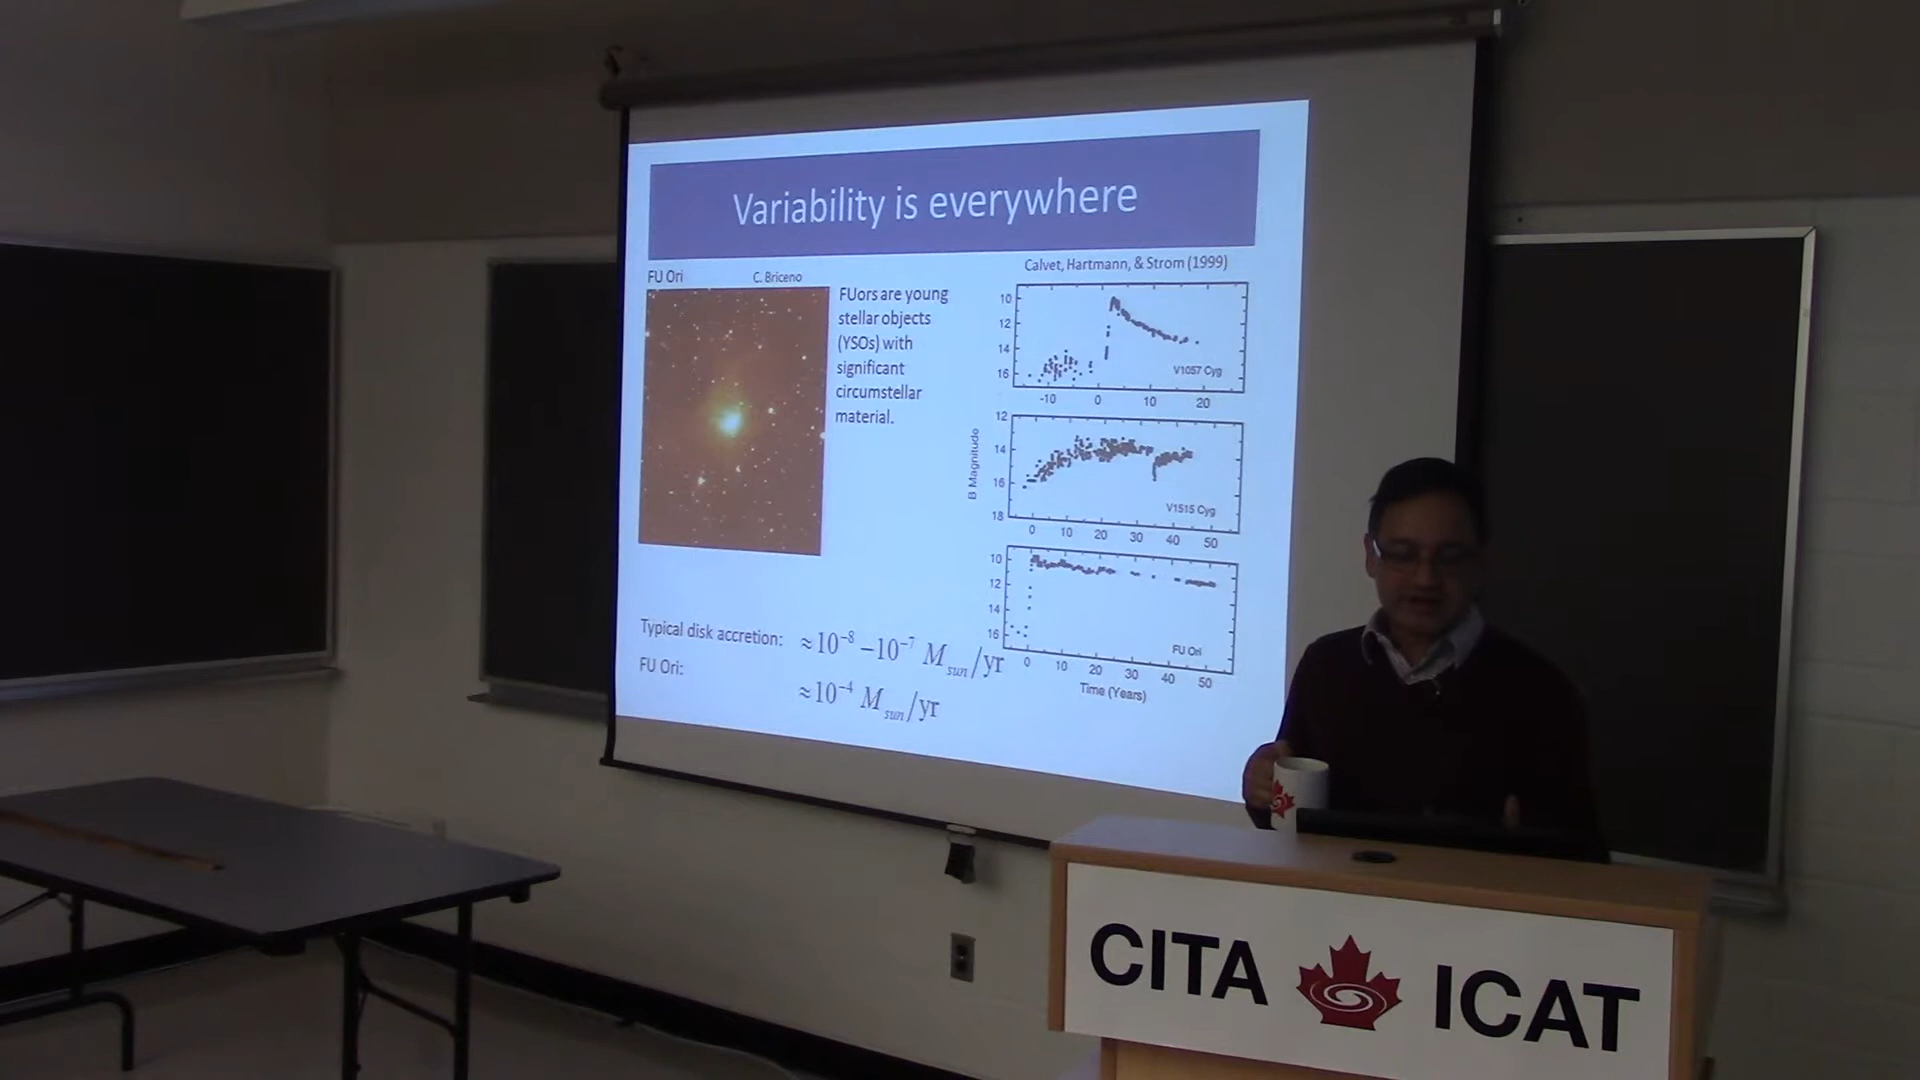 Variability is everywhere
FU Ori
C. Briceno
FUors are young
stellar objects
(YSOs) with
significant
circumstellar
material.
Calvet, Hartmann, & Strom (1999)
10
12
14
16
V1057 Cyg
-10 0 10 20
B Magnitude
12
14
16
18
V1515 Cyg
0 10 20 30 40 50
10
12
14
16
FU Ori
0 10 20 30 40 50
Time (Years)
Typical disk accretion: ≈10⁻⁸ –10⁻⁷ M_sun/yr
FU Ori: ≈10⁻⁴ M_sun/yr
CITA ICAT